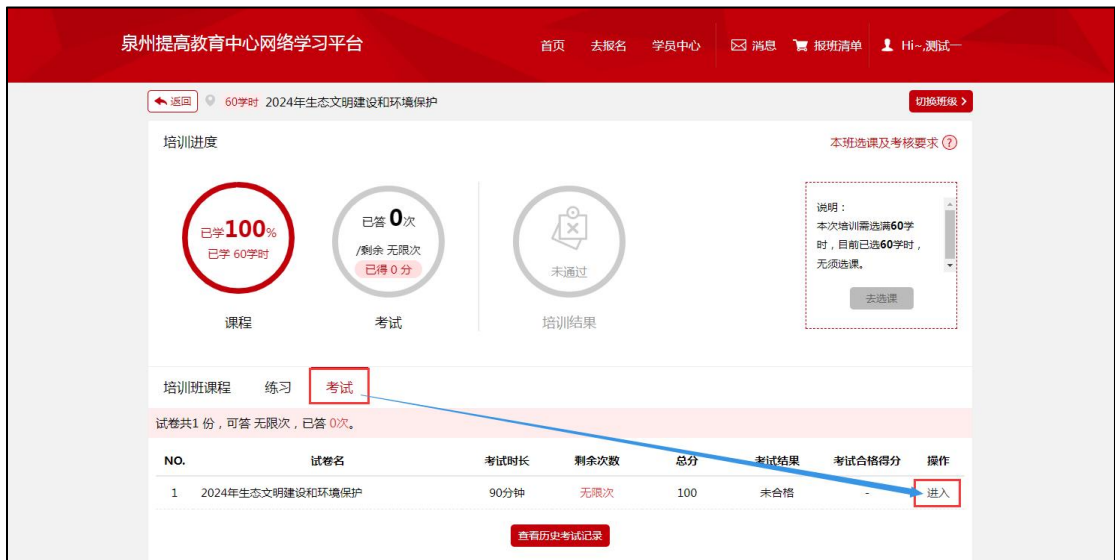 泉州提高教育中心网络学习平台 首页 去报名 学员中心 消息 报班清单 Hi~,测试一
返回 60学时 2024年生态文明建设和环境保护 切换班级 >
培训进度 本班选课及考核要求 ?
已学100%
已学 60学时
课程
已答 0次
/剩余 无限次
已得 0 分
考试
未通过
培训结果
说明：
本次培训需选满60学
时，目前已选60学时，
无须选课。
去选课
培训班课程 练习 考试
试卷共1 份，可答 无限次，已答 0次。
NO. 试卷名 考试时长 剩余次数 总分 考试结果 考试合格得分 操作
1 2024年生态文明建设和环境保护 90分钟 无限次 100 未合格 - 进入
查看历史考试记录